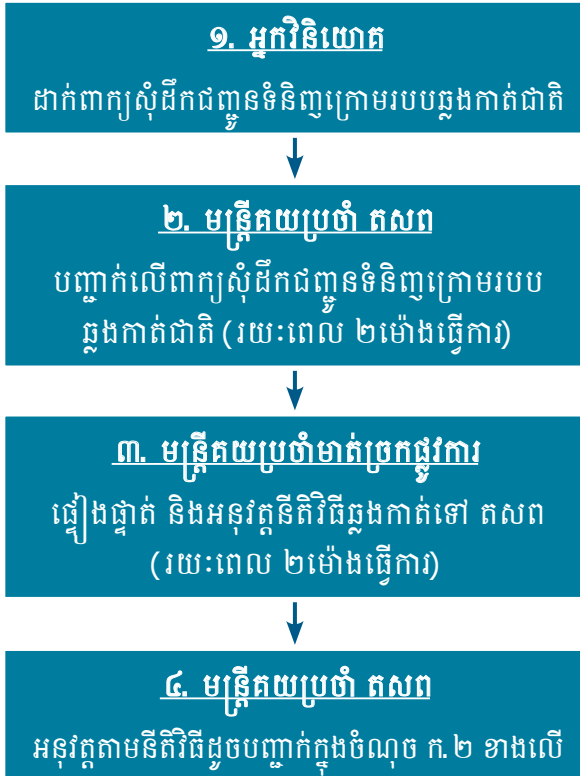 ១. អ្នកវិនិយោគ
ដាក់ពាក្យសុំដឹកជញ្ជូនទំនិញក្រោមរបបឆ្លងកាត់ជាតិ
២. មន្ត្រីគយប្រចាំ តសព
បញ្ជាក់លើពាក្យសុំដឹកជញ្ជូនទំនិញក្រោមរបប
ឆ្លងកាត់ជាតិ (រយៈពេល ២ម៉ោងធ្វើការ)
៣. មន្ត្រីគយប្រចាំមាត់ច្រកផ្លូវការ
ផ្ទៀងផ្ទាត់ និងអនុវត្តនីតិវិធីឆ្លងកាត់ទៅ តសព
(រយៈពេល ២ម៉ោងធ្វើការ)
៤. មន្ត្រីគយប្រចាំ តសព
អនុវត្តតាមនីតិវិធីដូចបញ្ជាក់ក្នុងចំណុច ក.២ ខាងលើ